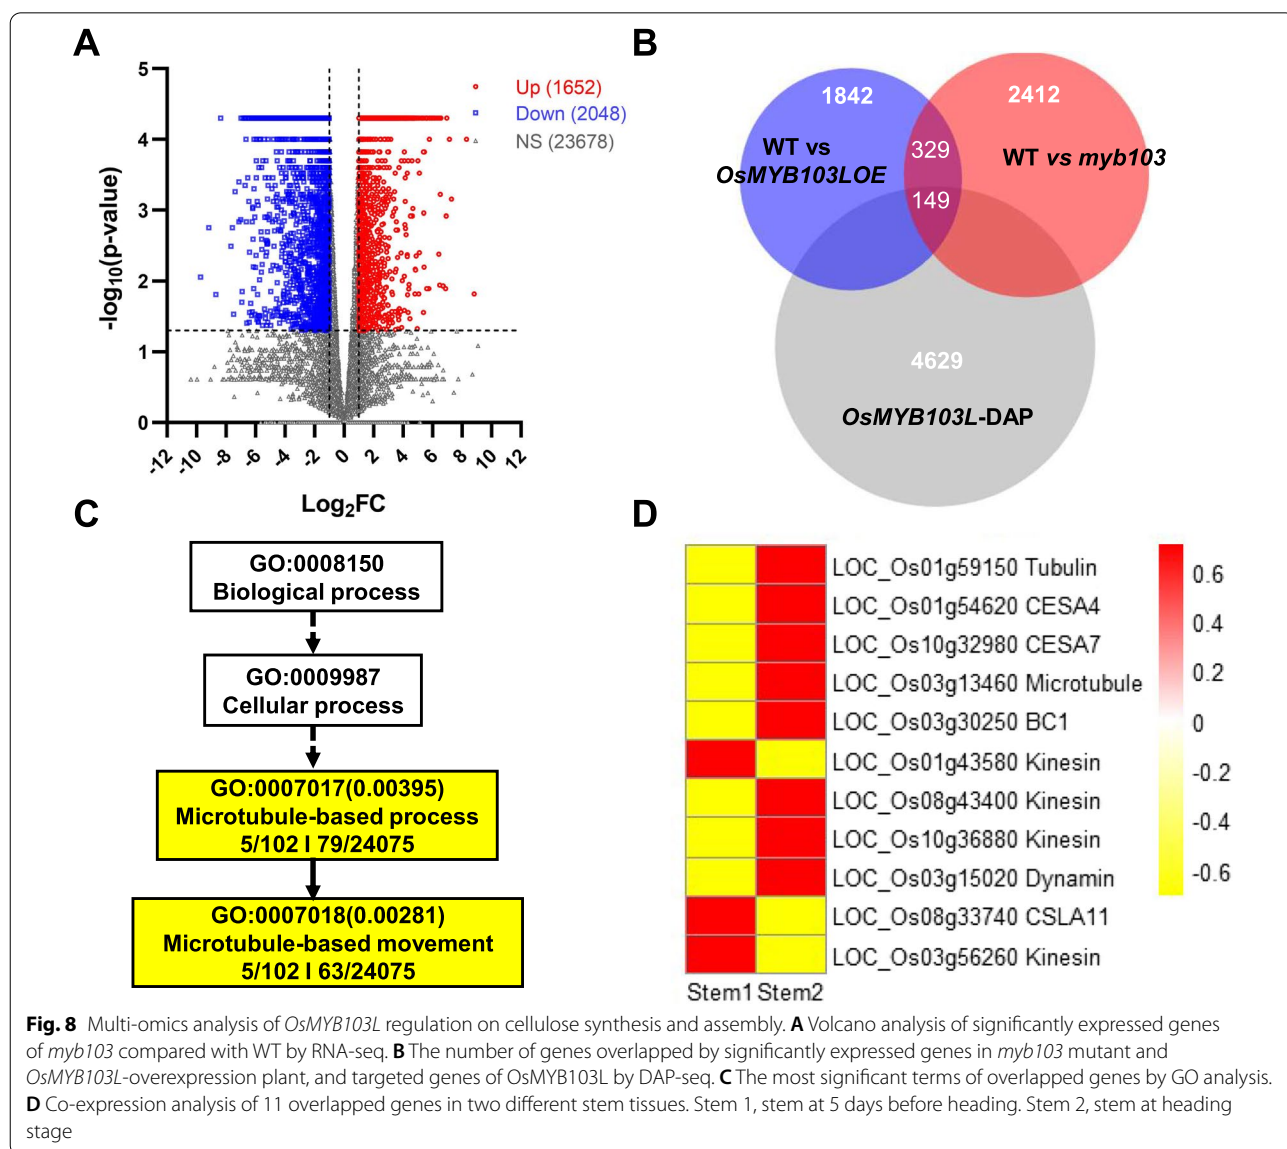 A
5
4
3
2
1
0
-log10(p-value)
-12 -10 -8 -6 -4 -2 0 2 4 6 8 10 12
Log2FC
Up (1652)
Down (2048)
NS (23678)
B
1842
2412
329
149
WT vs
OsMYB103LOE
WT vs myb103
4629
OsMYB103L-DAP
C
GO:0008150
Biological process
GO:0009987
Cellular process
GO:0007017(0.00395)
Microtubule-based process
5/102 I 79/24075
GO:0007018(0.00281)
Microtubule-based movement
5/102 I 63/24075
D
LOC_Os01g59150 Tubulin
LOC_Os01g54620 CESA4
LOC_Os10g32980 CESA7
LOC_Os03g13460 Microtubule
LOC_Os03g30250 BC1
LOC_Os01g43580 Kinesin
LOC_Os08g43400 Kinesin
LOC_Os10g36880 Kinesin
LOC_Os03g15020 Dynamin
LOC_Os08g33740 CSLA11
LOC_Os03g56260 Kinesin
Stem1 Stem2
0.6
0.4
0.2
0
-0.2
-0.4
-0.6
Fig. 8 Multi-omics analysis of OsMYB103L regulation on cellulose synthesis and assembly. A Volcano analysis of significantly expressed genes
of myb103 compared with WT by RNA-seq. B The number of genes overlapped by significantly expressed genes in myb103 mutant and
OsMYB103L-overexpression plant, and targeted genes of OsMYB103L by DAP-seq. C The most significant terms of overlapped genes by GO analysis.
D Co-expression analysis of 11 overlapped genes in two different stem tissues. Stem 1, stem at 5 days before heading. Stem 2, stem at heading
stage